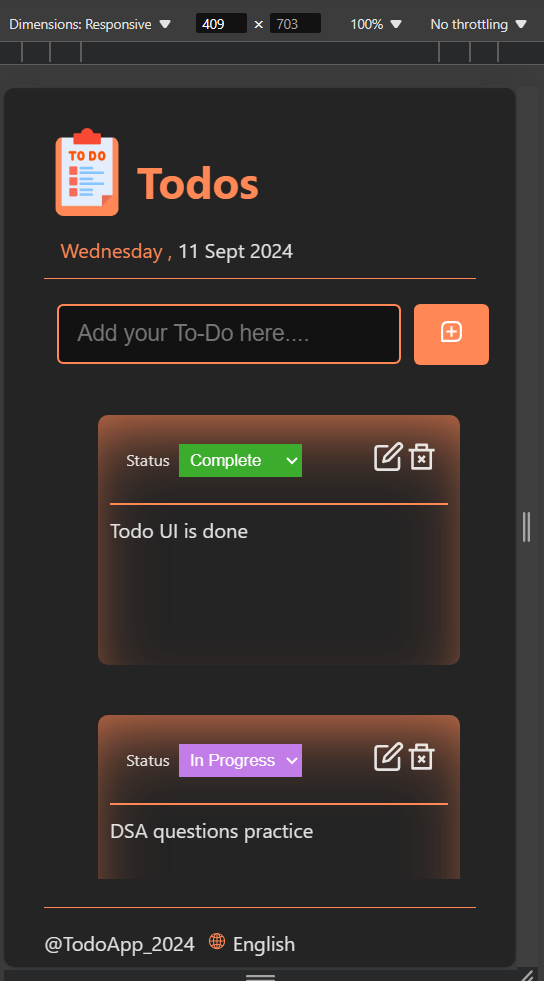 Dimensions: Responsive 409 × 703 100% No throttling
TO DO
Todos
Wednesday , 11 Sept 2024
Add your To-Do here....
Status Complete
Todo UI is done
Status In Progress
DSA questions practice
@TodoApp_2024 English